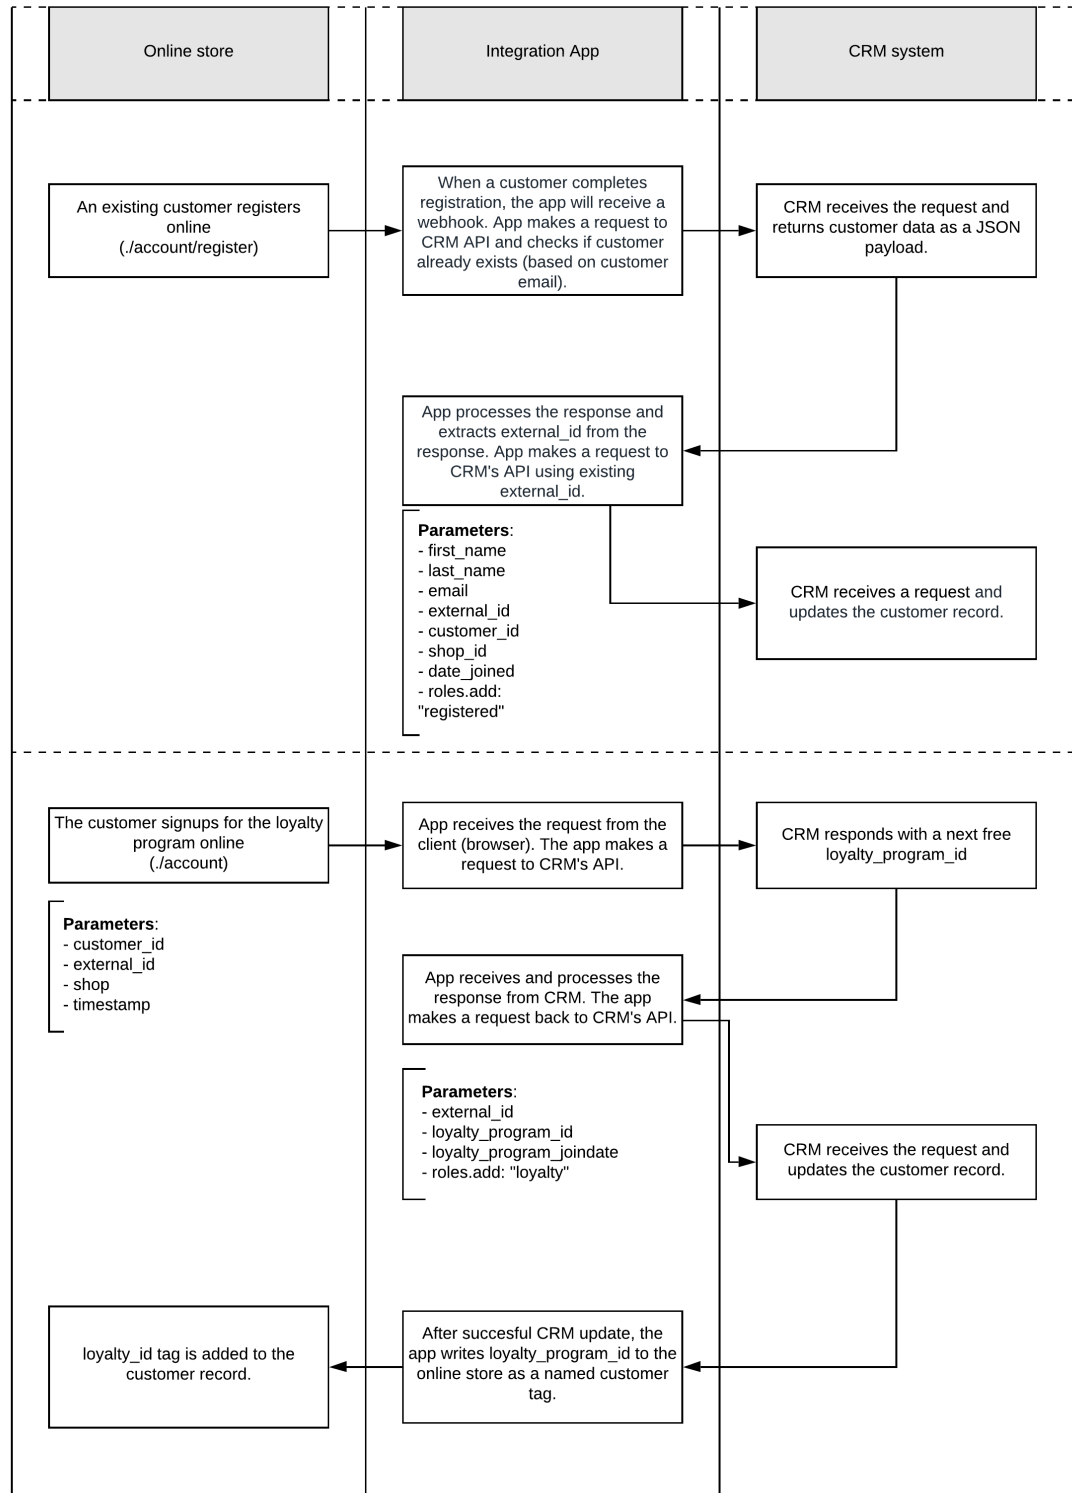 Online store
Integration App
CRM system
An existing customer registers
online
(./account/register)
When a customer completes
registration, the app will receive a
webhook. App makes a request to
CRM API and checks if customer
already exists (based on customer
email).
CRM receives the request and
returns customer data as a JSON
payload.
App processes the response and
extracts external_id from the
response. App makes a request to
CRM's API using existing
external_id.
Parameters:
- first_name
- last_name
- email
- external_id
- customer_id
- shop_id
- date_joined
- roles.add:
"registered"
CRM receives a request and
updates the customer record.
The customer signups for the loyalty
program online
(./account)
App receives the request from the
client (browser). The app makes a
request to CRM's API.
CRM responds with a next free
loyalty_program_id
Parameters:
- customer_id
- external_id
- shop
- timestamp
App receives and processes the
response from CRM. The app
makes a request back to CRM's API.
Parameters:
- external_id
- loyalty_program_id
- loyalty_program_joindate
- roles.add: "loyalty"
CRM receives the request and
updates the customer record.
loyalty_id tag is added to the
customer record.
After succesful CRM update, the
app writes loyalty_program_id to the
online store as a named customer
tag.